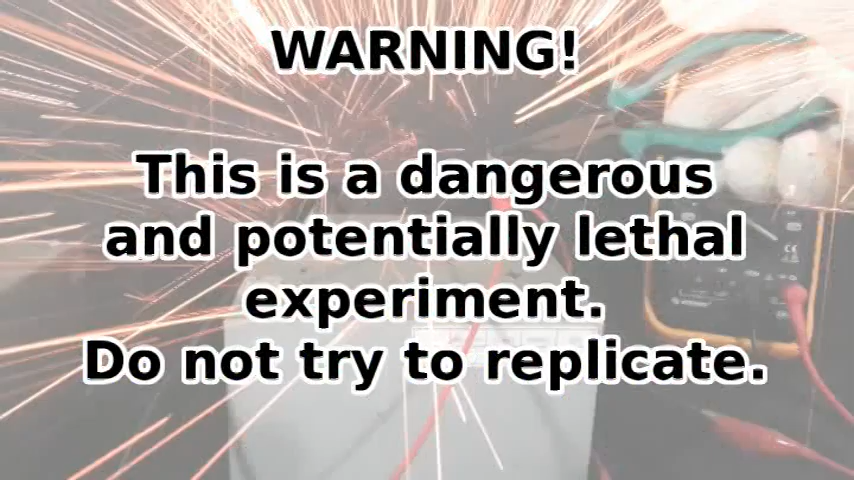 WARNING!
This is a dangerous
and potentially lethal
experiment.
Do not try to replicate.